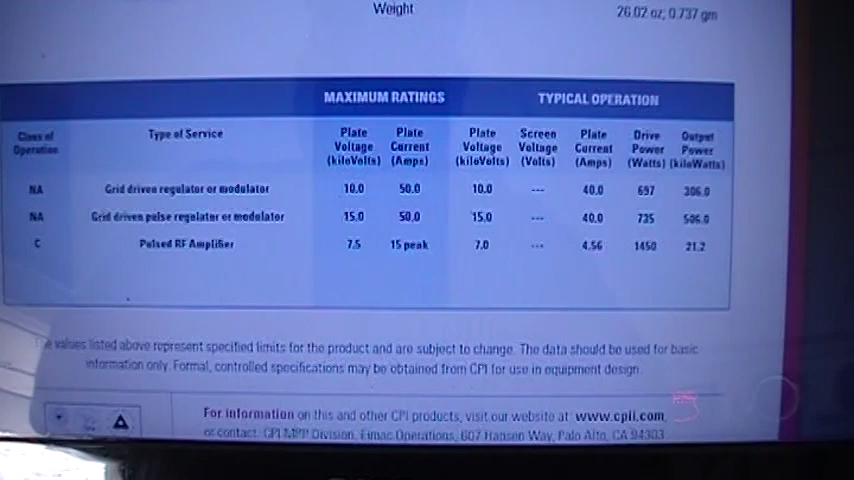 Weight 26.02 oz; 0.737 gm
MAXIMUM RATINGS TYPICAL OPERATION
Class of Operation Type of Service Plate Voltage (kiloVolts) Plate Current (Amps) Plate Voltage (kiloVolts) Screen Voltage (Volts) Plate Current (Amps) Drive Power (Watts) Output Power (kiloWatts)
NA Grid driven regulator or modulator 10.0 50.0 10.0 --- 40.0 697 306.0
NA Grid driven pulse regulator or modulator 15.0 50.0 15.0 --- 40.0 735 506.0
C Pulsed RF Amplifier 7.5 15 peak 7.0 --- 4.56 1450 21.2
values listed above represent specified limits for the product and are subject to change. The data should be used for basic
information only. Formal, controlled specifications may be obtained from CPI for use in equipment design.
For information on this and other CPI products, visit our website at: www.cpii.com,
or contact: CPI MPP Division, Eimac Operations, 607 Hansen Way, Palo Alto, CA 94303